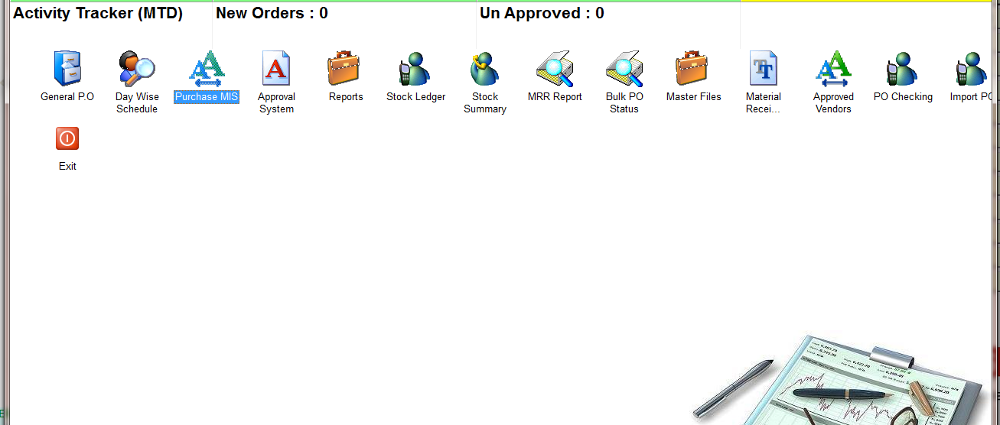 Activity Tracker (MTD) New Orders : 0 Un Approved : 0
General P.O Day Wise Purchase MIS Approval Reports Stock Ledger Stock MRR Report Bulk PO Master Files Material Approved PO Checking Import PO
Schedule System Summary Status Recei... Vendors
Exit